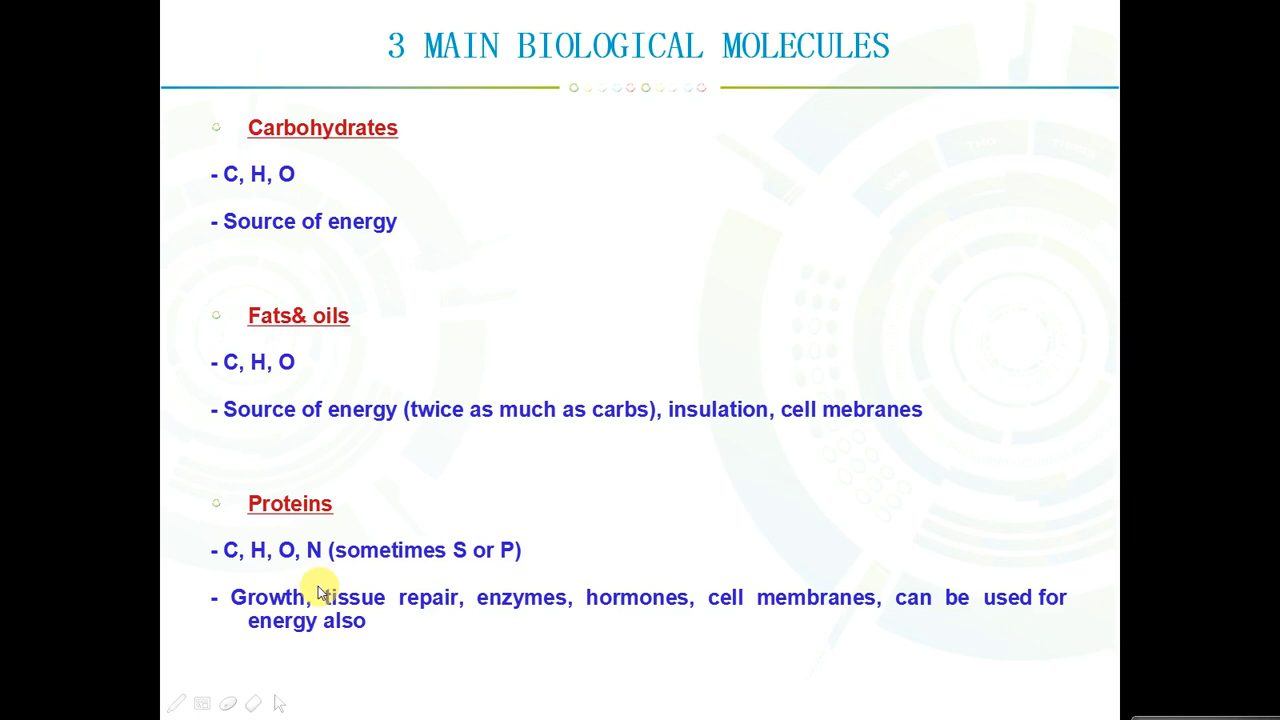 3 MAIN BIOLOGICAL MOLECULES
Carbohydrates
- C, H, O
- Source of energy
Fats& oils
- C, H, O
- Source of energy (twice as much as carbs), insulation, cell mebranes
Proteins
- C, H, O, N (sometimes S or P)
- Growth, tissue repair, enzymes, hormones, cell membranes, can be used for
energy also